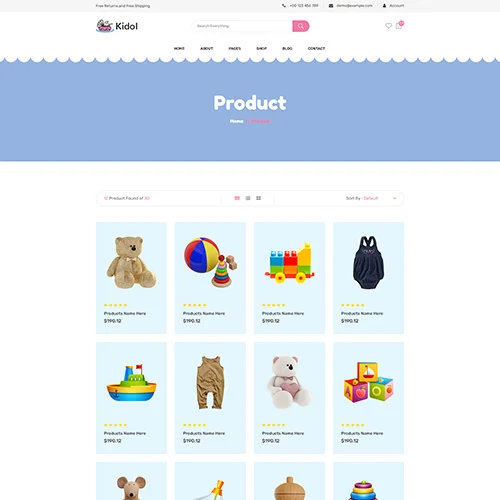 Free Returns and Free Shipping
+00 123 456 789
demo@example.com
Account
Kidol
Search Everything
HOME ABOUT PAGES SHOP BLOG CONTACT
Product
Home
12 Product Found of 30
Sort By : Default
Products Name Here
Products Name Here
Products Name Here
Products Name Here
$190.12
$190.12
$190.12
$190.12
Products Name Here
Products Name Here
Products Name Here
Products Name Here
$190.12
$190.12
$190.12
$190.12